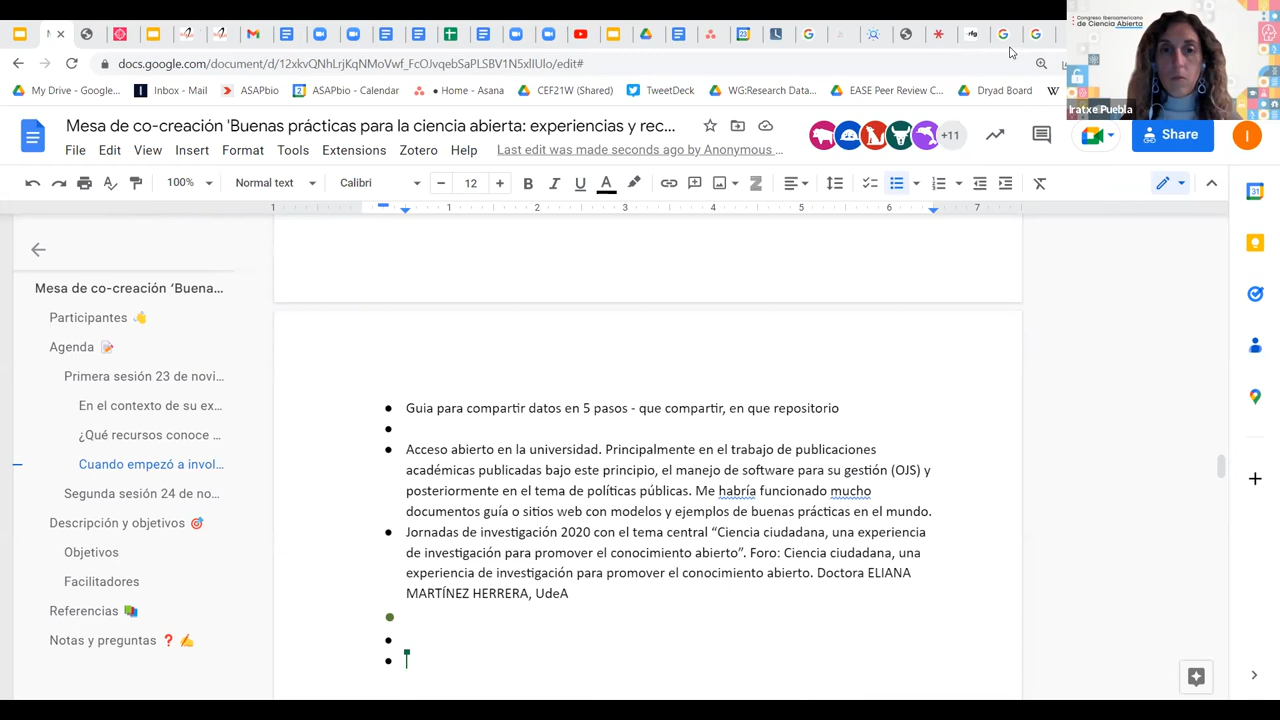 M
Congreso Iberoamericano
de Ciencia Abierta
docs.google.com/document/d/12xkvQNhLrjKqNMoVwf_FcOJvqebSaPLSBV1N5xlIUlo/edit#
My Drive - Google...
Inbox - Mail
ASAPbio
ASAPbio - Calendar
• Home - Asana
CEF21W (Shared)
TweetDeck
WG:Research Data...
EASE Peer Review C...
Dryad Board
W
Iratxe Puebla
Mesa de co-creación 'Buenas prácticas para la ciencia abierta: experiencias y rec...
+11
Share
I
File Edit View Insert Format Tools Extensions Zotero Help Last edit was made seconds ago by Anonymous ...
100% Normal text Calibri 12 B I U A
1 1 2 3 4 5 6 7
31
Mesa de co-creación ‘Buena...
Participantes 👋
Agenda 📝
Primera sesión 23 de novi...
En el contexto de su ex...
¿Qué recursos conoce ...
Cuando empezó a invol...
Segunda sesión 24 de no...
Descripción y objetivos 🎯
Objetivos
Facilitadores
Referencias 📚
Notas y preguntas ❓ ✍️
● Guia para compartir datos en 5 pasos - que compartir, en que repositorio
●
● Acceso abierto en la universidad. Principalmente en el trabajo de publicaciones
académicas publicadas bajo este principio, el manejo de software para su gestión (OJS) y
posteriormente en el tema de políticas públicas. Me habría funcionado mucho
documentos guía o sitios web con modelos y ejemplos de buenas prácticas en el mundo.
● Jornadas de investigación 2020 con el tema central “Ciencia ciudadana, una experiencia
de investigación para promover el conocimiento abierto”. Foro: Ciencia ciudadana, una
experiencia de investigación para promover el conocimiento abierto. Doctora ELIANA
MARTÍNEZ HERRERA, UdeA
●
●
●